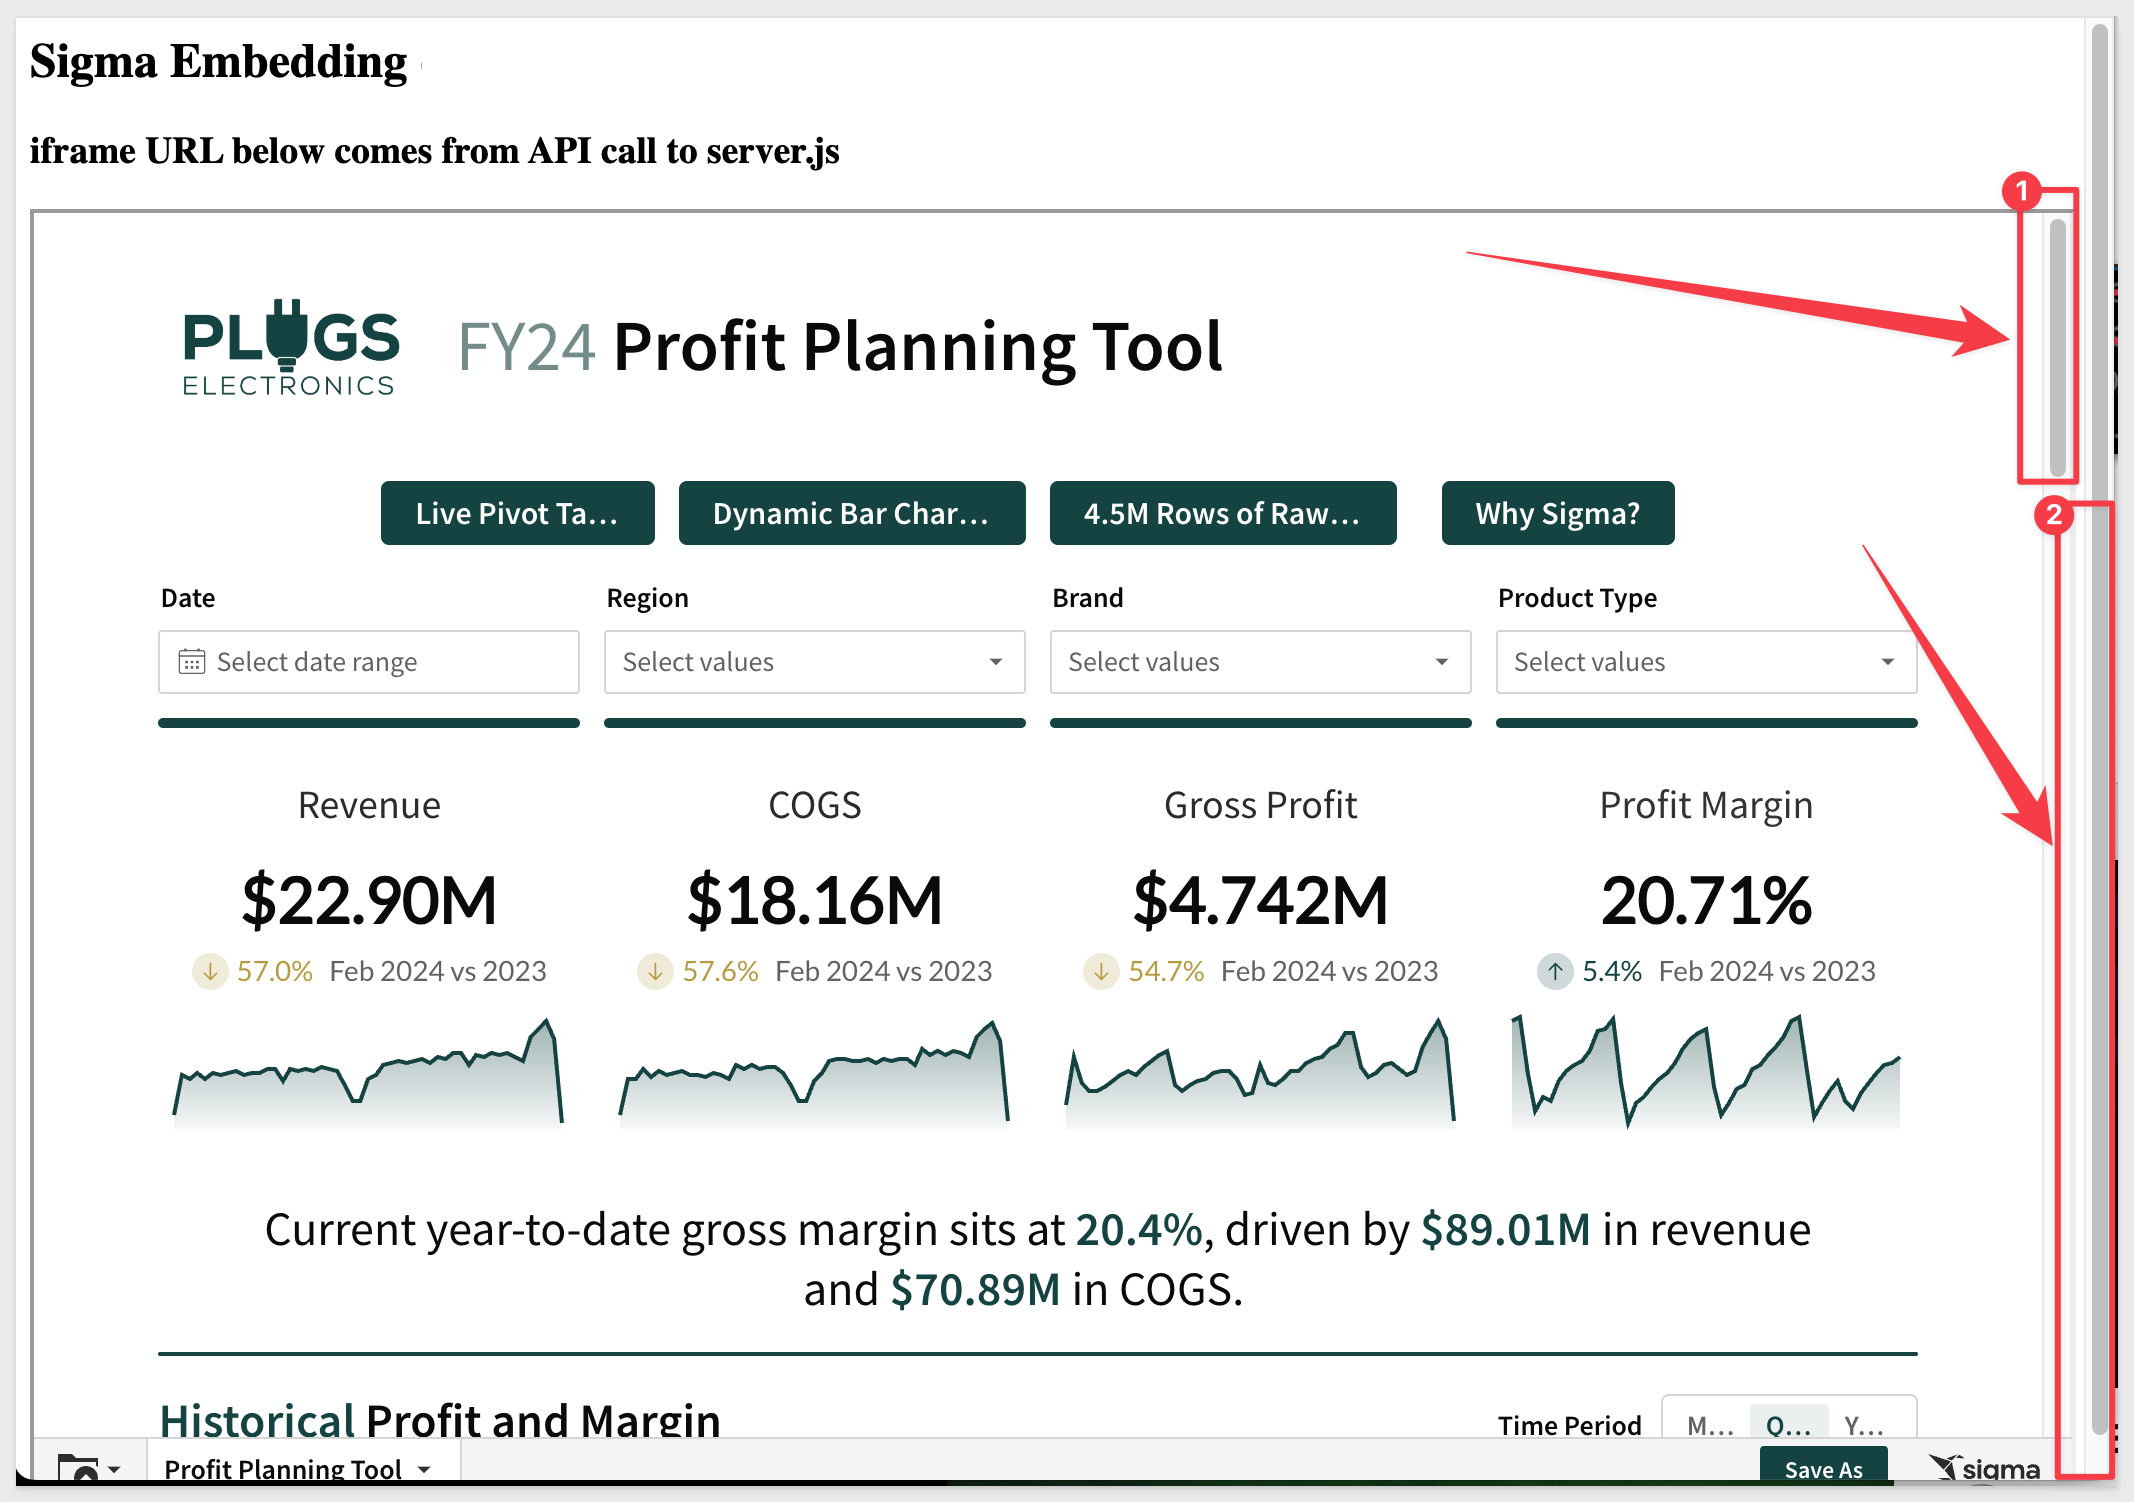 Sigma Embedding
iframe URL below comes from API call to server.js
1
PLUGS
ELECTRONICS
FY24 Profit Planning Tool
Live Pivot Ta...
Dynamic Bar Char...
4.5M Rows of Raw...
Why Sigma?
2
Date
Region
Brand
Product Type
Select date range
Select values
Select values
Select values
Revenue
COGS
Gross Profit
Profit Margin
$22.90M
$18.16M
$4.742M
20.71%
57.0% Feb 2024 vs 2023
57.6% Feb 2024 vs 2023
54.7% Feb 2024 vs 2023
5.4% Feb 2024 vs 2023
Current year-to-date gross margin sits at 20.4%, driven by $89.01M in revenue
and $70.89M in COGS.
Historical Profit and Margin
Time Period
M...
Q...
Y...
Profit Planning Tool
Save As
sigma